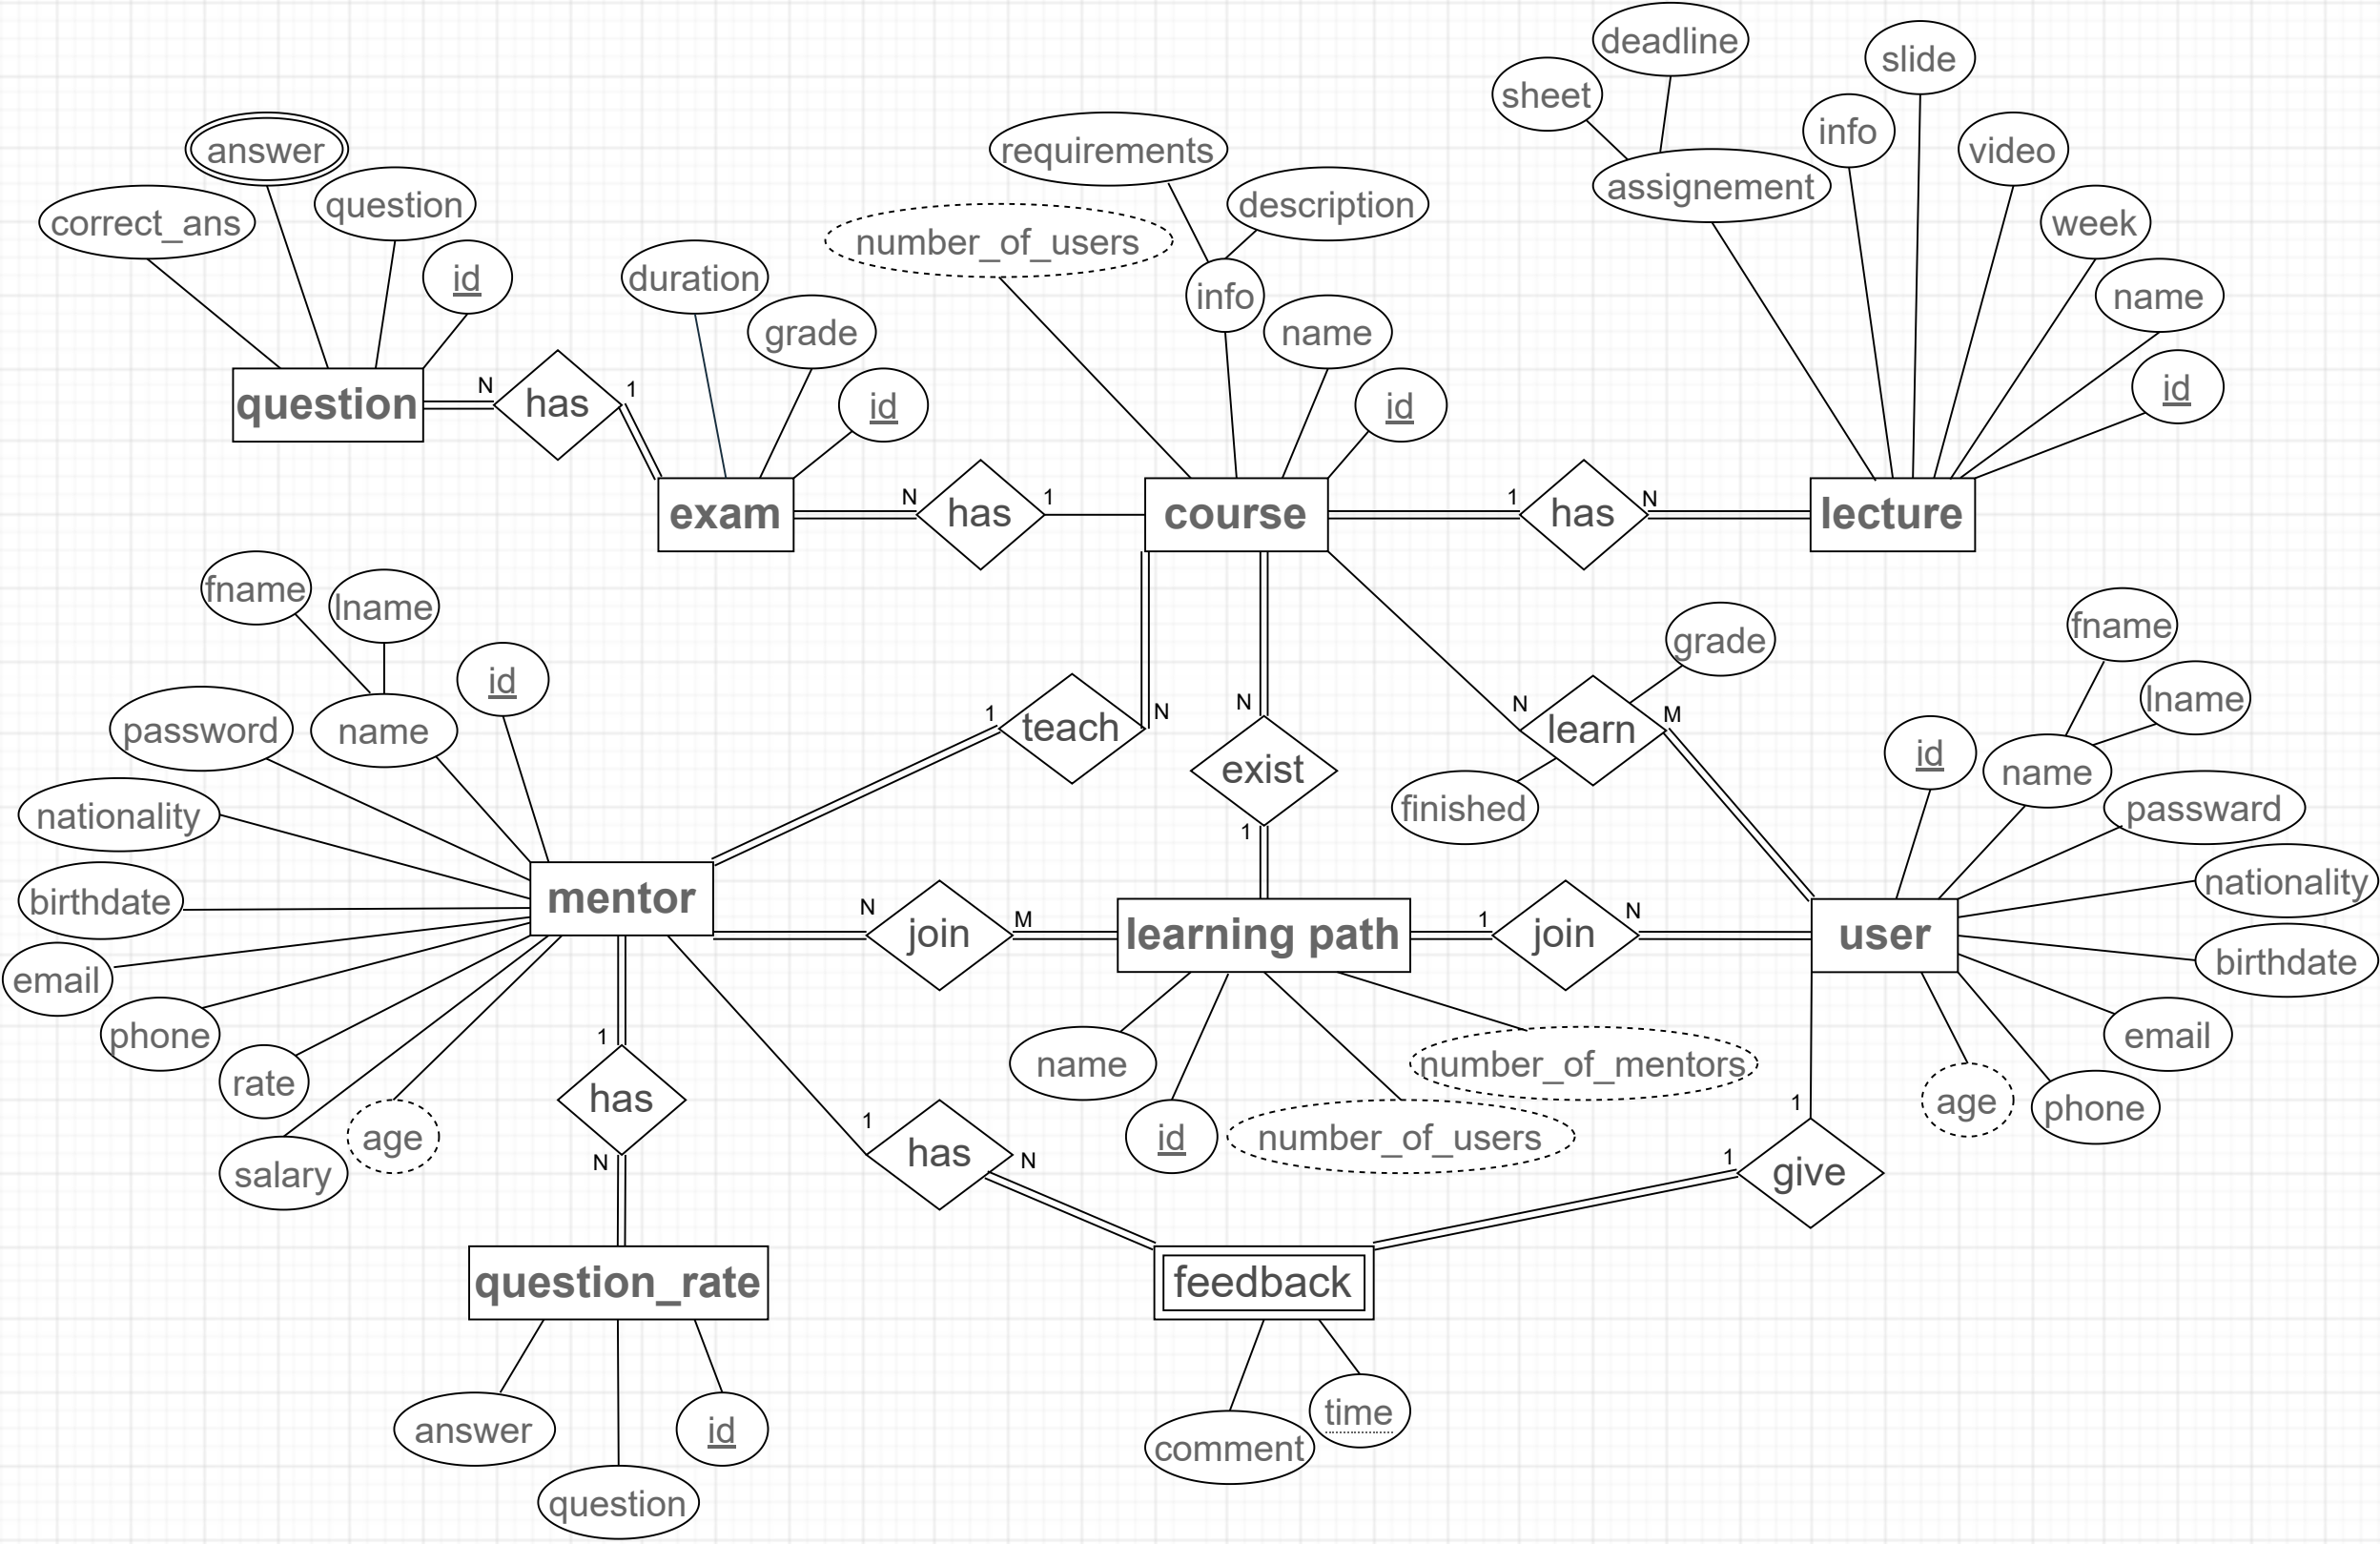 deadline
slide
sheet
info
video
answer
requirements
assignement
question
description
correct_ans
week
number_of_users
id
duration
info
name
grade
name
id
id
id
question
N
has
1
exam
N
has
1
course
1
has
N
lecture
fname
lname
id
password
name
nationality
birthdate
email
phone
rate
salary
age
mentor
1
teach
N
N
exist
1
N
learn
M
grade
finished
fname
lname
id
name
passward
nationality
birthdate
email
phone
age
user
N
join
M
learning path
1
join
N
name
id
number_of_users
number_of_mentors
1
has
N
1
has
N
1
give
1
question_rate
answer
question
id
feedback
comment
time